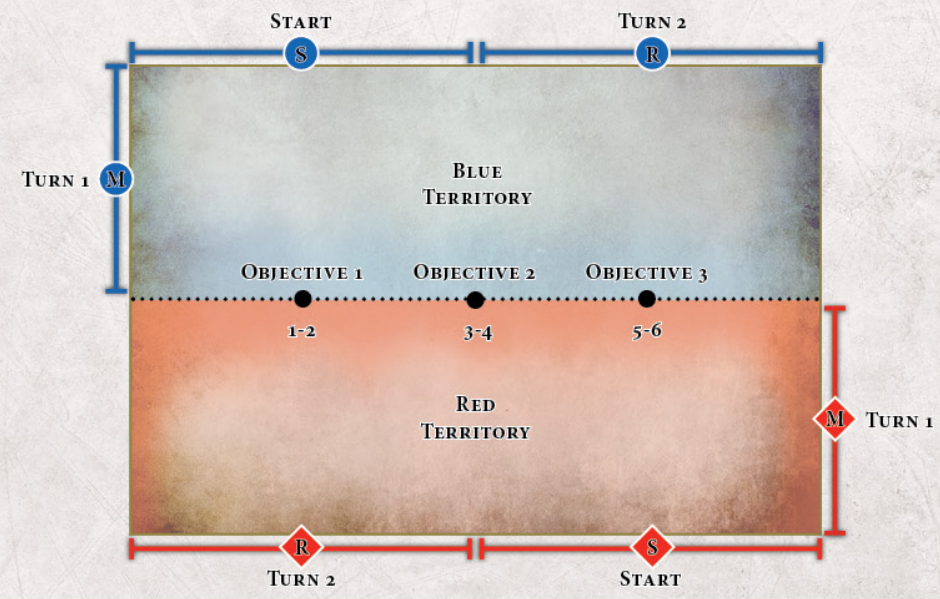 Start
Turn 2
S
R
Turn 1
M
Blue
Territory
Objective 1
Objective 2
Objective 3
1-2
3-4
5-6
Red
Territory
M
Turn 1
R
S
Turn 2
Start